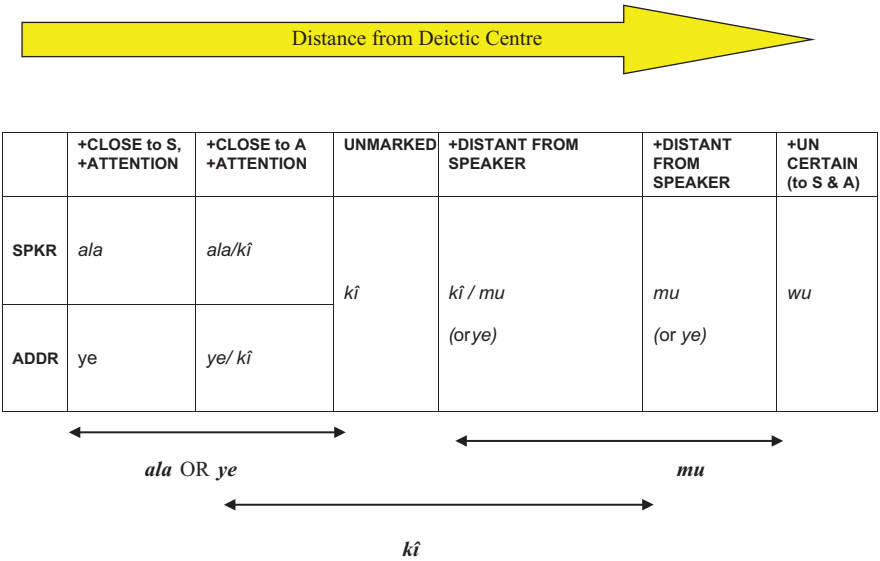 Distance from Deictic Centre
+CLOSE to S,
+ATTENTION
+CLOSE to A
+ATTENTION
UNMARKED
+DISTANT FROM
SPEAKER
+DISTANT
FROM
SPEAKER
+UN
CERTAIN
(to S & A)
SPKR
ala
ala/kî
kî
kî / mu
(orye)
mu
(or ye)
wu
ADDR
ye
ye/ kî
ala OR ye
mu
kî